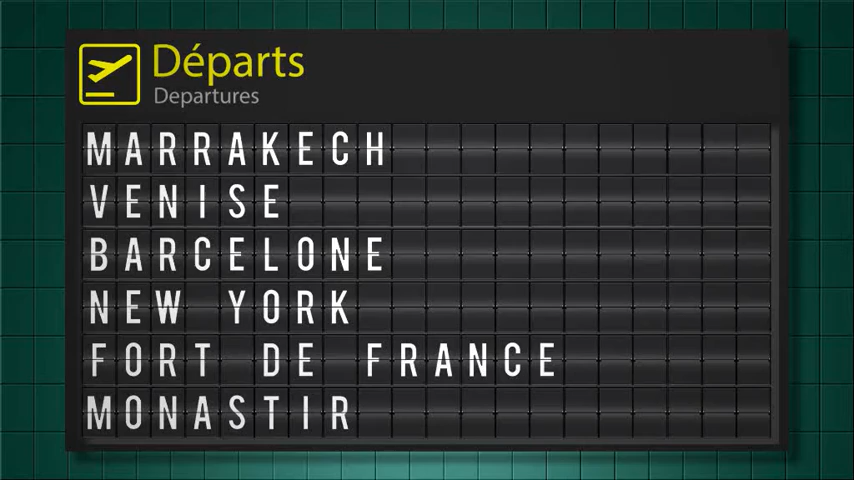 Départs
Departures
MARRAKECH
VENISE
BARCELONE
NEW YORK
FORT DE FRANCE
MONASTIR